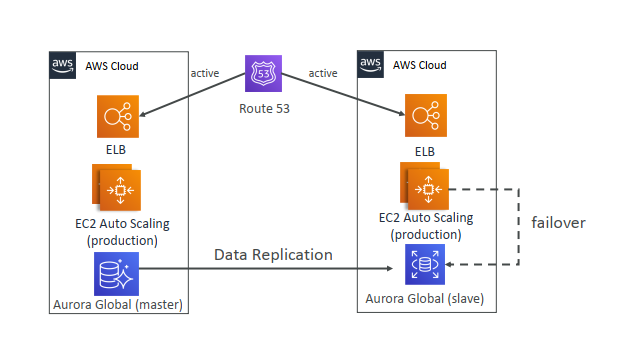 aws
AWS Cloud
active
53
active
Route 53
aws
AWS Cloud
ELB
EC2 Auto Scaling
(production)
Aurora Global (master)
Data Replication
ELB
EC2 Auto Scaling
(production)
failover
Aurora Global (slave)